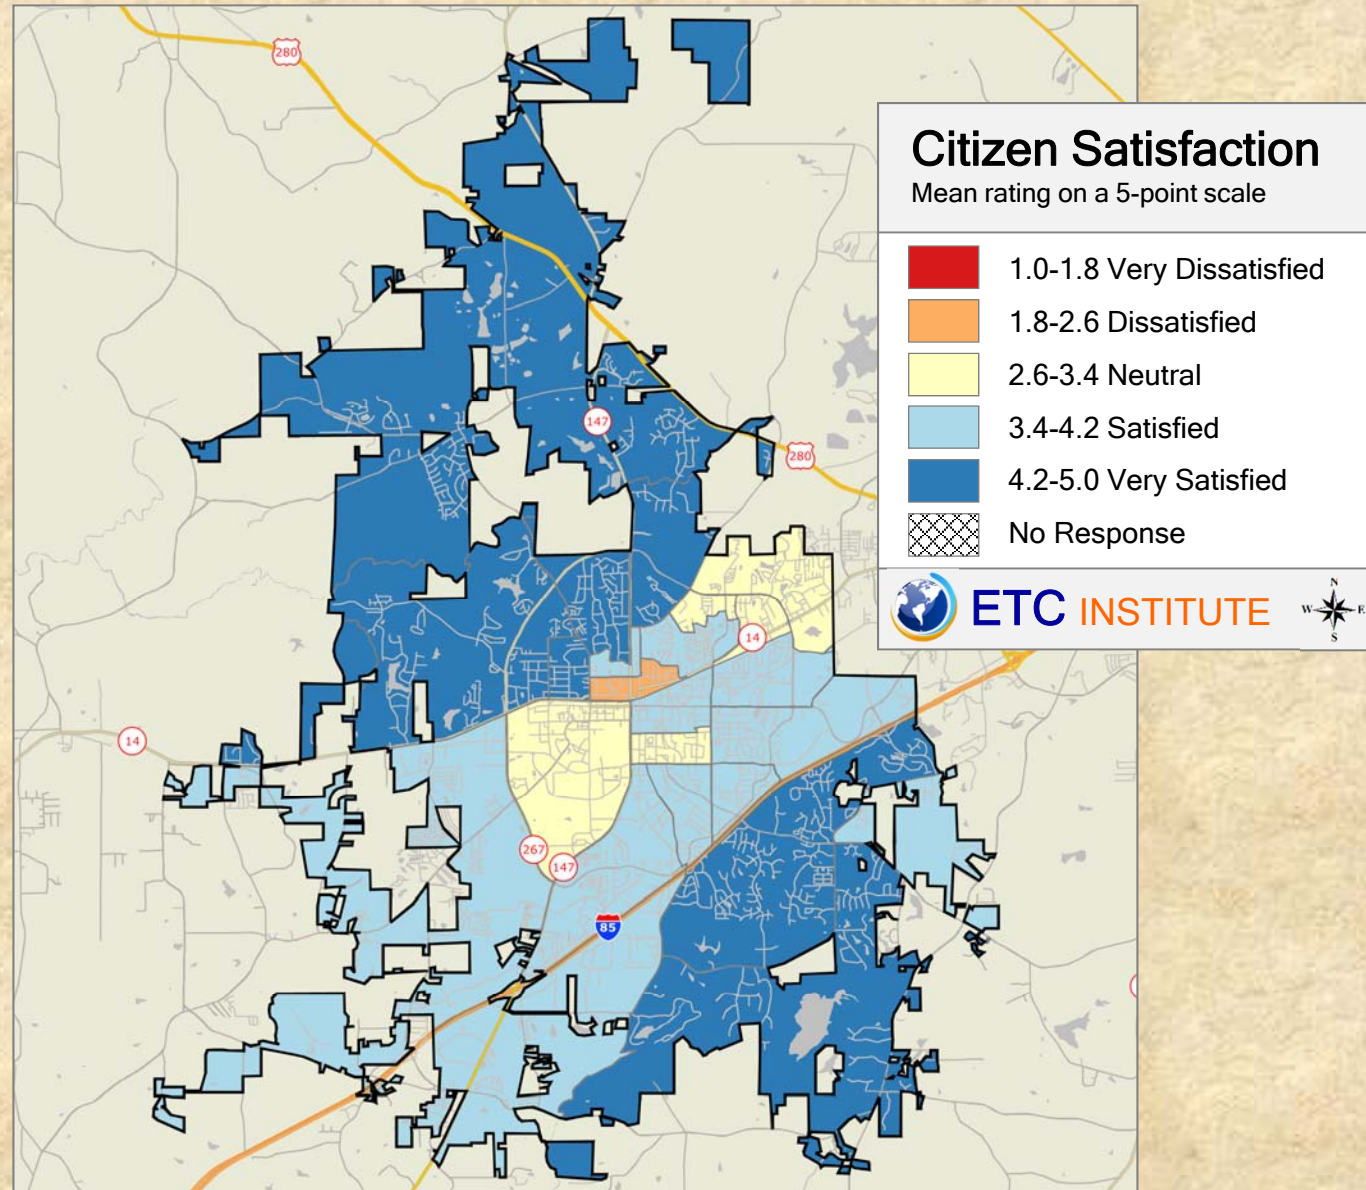 280
Citizen Satisfaction
Mean rating on a 5-point scale
1.0-1.8 Very Dissatisfied
1.8-2.6 Dissatisfied
2.6-3.4 Neutral
3.4-4.2 Satisfied
4.2-5.0 Very Satisfied
No Response
ETC INSTITUTE
N
W E
S
147
280
14
14
267
147
85